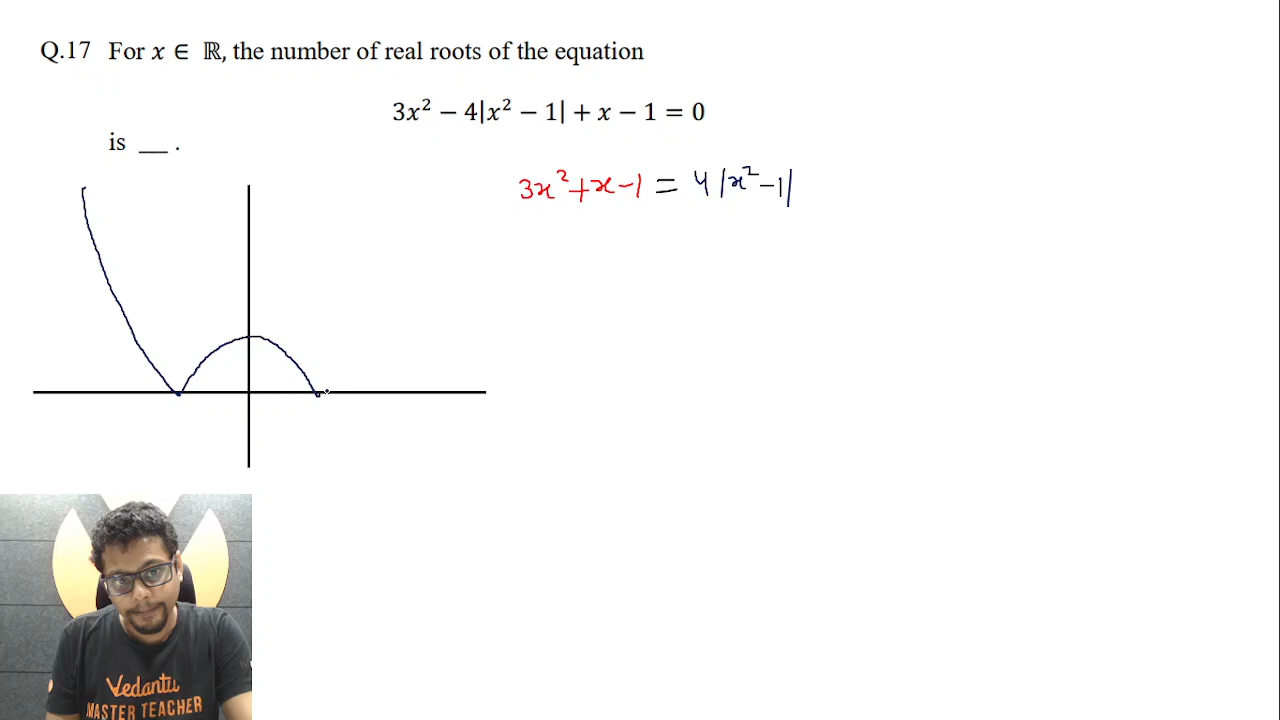 Q.17 For x ∈ ℝ, the number of real roots of the equation
3x² − 4|x² − 1| + x − 1 = 0
is __ .
3x²+x-1 = 4|x²-1|
Vedantu
MASTER TEACHER